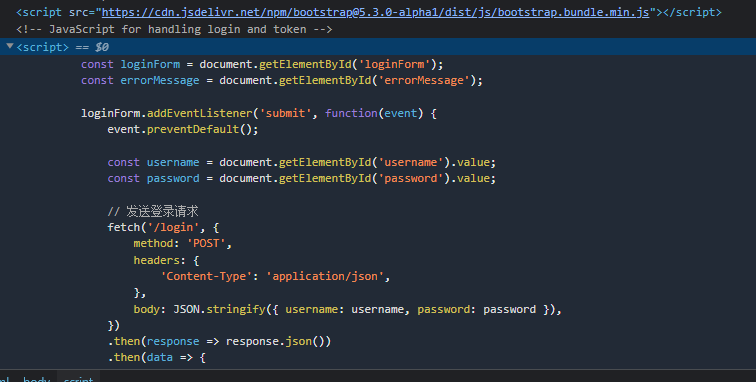 <script src="https://cdn.jsdelivr.net/npm/bootstrap@5.3.0-alpha1/dist/js/bootstrap.bundle.min.js"></script>
<!-- JavaScript for handling login and token -->
<script> == $0
const loginForm = document.getElementById('loginForm');
const errorMessage = document.getElementById('errorMessage');
loginForm.addEventListener('submit', function(event) {
event.preventDefault();
const username = document.getElementById('username').value;
const password = document.getElementById('password').value;
// 发送登录请求
fetch('/login', {
method: 'POST',
headers: {
'Content-Type': 'application/json',
},
body: JSON.stringify({ username: username, password: password }),
})
.then(response => response.json())
.then(data => {
ml body script